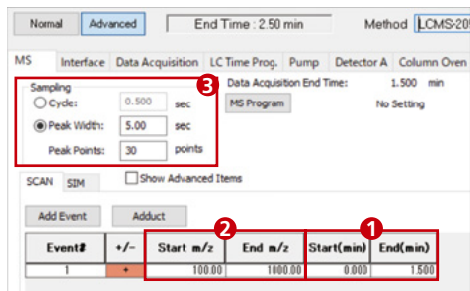 Normal Advanced End Time : 2.50 min Method LCMS-205
MS Interface Data Acquisition LC Time Prog. Pump Detector A Column Oven
Sampling 3 Data Acquisition End Time: 1.500 min
Cycle: 0.500 sec MS Program No Setting
Peak Width: 5.00 sec
Peak Points: 30 points
SCAN SIM Show Advanced Items
Add Event Adduct
2 1
Event# +/- Start m/z End m/z Start(min) End(min)
1 + 100.00 1100.00 0.000 1.500